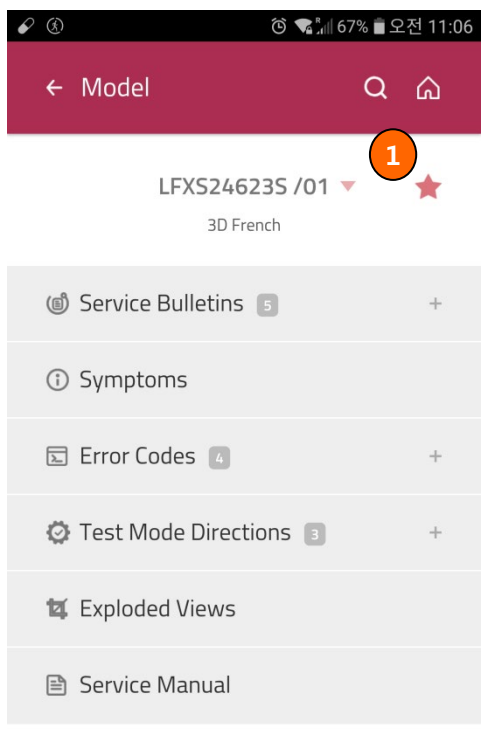 67% 오전 11:06
Model
1
LFXS24623S /01
3D French
Service Bulletins 5
Symptoms
Error Codes 4
Test Mode Directions 3
Exploded Views
Service Manual